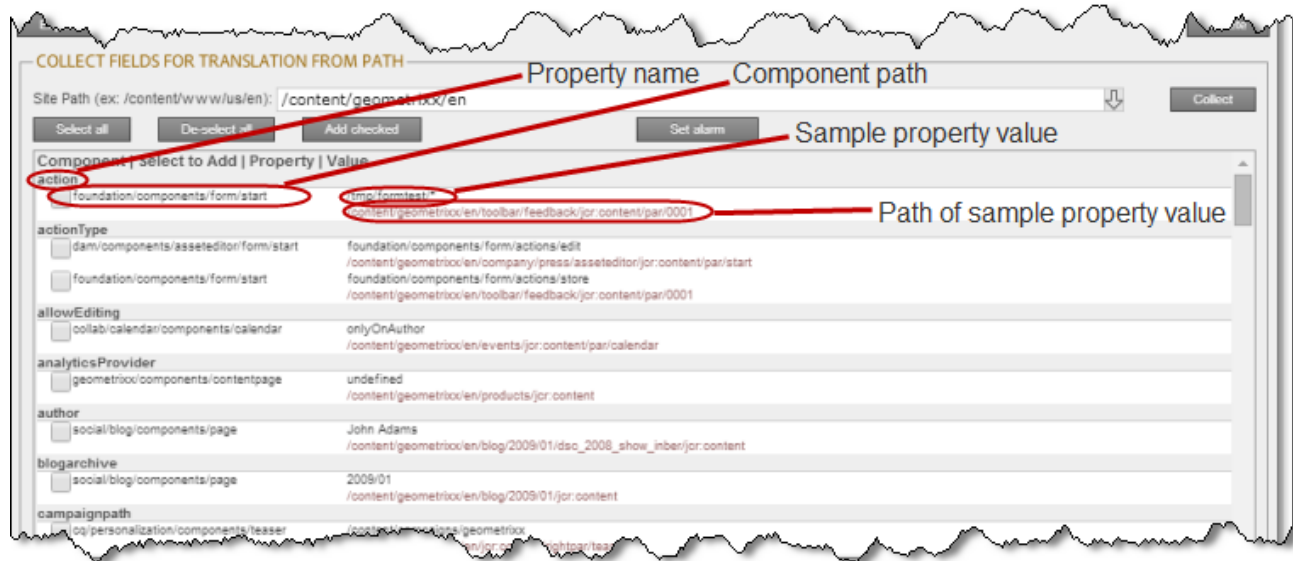 COLLECT FIELDS FOR TRANSLATION FROM PATH
Property name
Component path
Site Path (ex: /content/www/us/en): /content/geometrixx/en
Collect
Select all
De-select all
Add checked
Set alarm
Sample property value
Component | Select to Add | Property | Value
action
foundation/components/form/start
/tmp/formtest/*
/content/geometrixx/en/toolbar/feedback/jcr:content/par/0001
Path of sample property value
actionType
dam/components/asseteditor/form/start
foundation/components/form/actions/edit
/content/geometrixx/en/company/press/asseteditor/jcr:content/par/start
foundation/components/form/start
foundation/components/form/actions/store
/content/geometrixx/en/toolbar/feedback/jcr:content/par/0001
allowEditing
collab/calendar/components/calendar
onlyOnAuthor
/content/geometrixx/en/events/jcr:content/par/calendar
analyticsProvider
geometrixx/components/contentpage
undefined
/content/geometrixx/en/products/jcr:content
author
social/blog/components/page
John Adams
/content/geometrixx/en/blog/2009/01/dsc_2008_show_inber/jcr:content
blogarchive
social/blog/components/page
2009/01
/content/geometrixx/en/blog/2009/01/jcr:content
campaignpath
cq/personalization/components/teaser
/content/campaigns/geometrixx